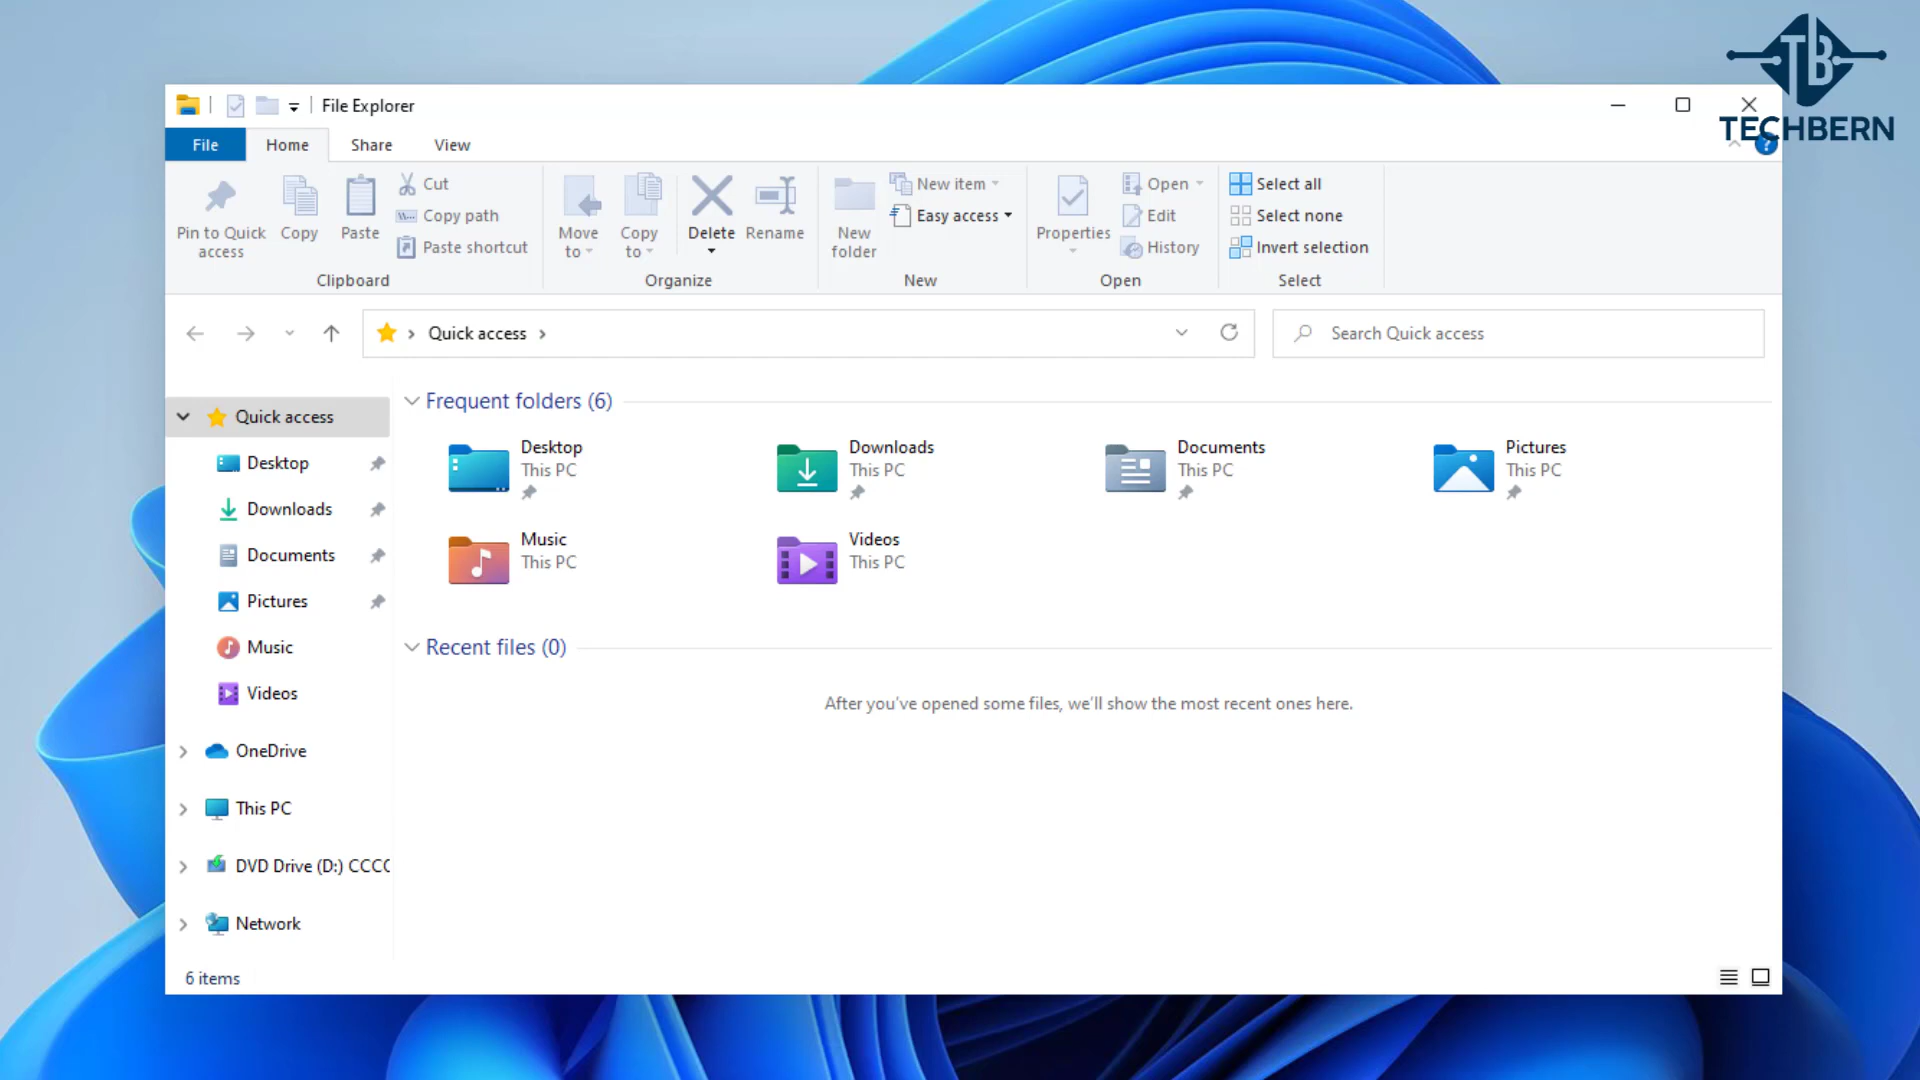 TECHBERN
File Explorer
File Home Share View
Pin to Quick access
Copy
Paste
Cut
Copy path
Paste shortcut
Clipboard
Move to
Copy to
Delete
Rename
Organize
New folder
New item
Easy access
New
Properties
Open
Edit
History
Open
Select all
Select none
Invert selection
Select
Quick access
Search Quick access
Quick access
Desktop
Downloads
Documents
Pictures
Music
Videos
OneDrive
This PC
DVD Drive (D:) CCCC
Network
Frequent folders (6)
Desktop
This PC
Downloads
This PC
Documents
This PC
Pictures
This PC
Music
This PC
Videos
This PC
Recent files (0)
After you've opened some files, we'll show the most recent ones here.
6 items